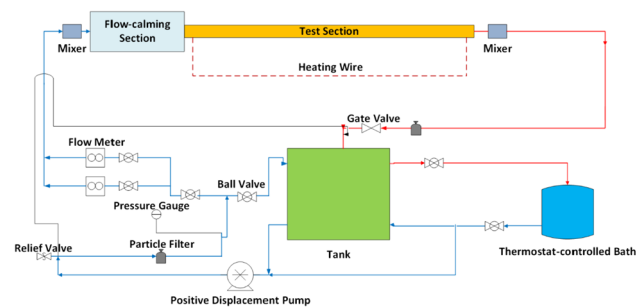 Flow-calming
Section
Test Section
Mixer
Mixer
Heating Wire
Gate Valve
Flow Meter
Ball Valve
Pressure Gauge
Relief Valve
Particle Filter
Tank
Thermostat-controlled Bath
Positive Displacement Pump